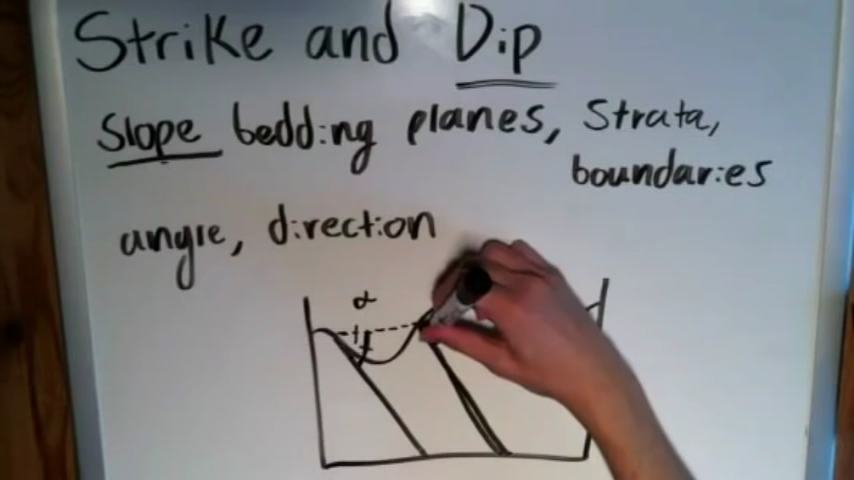 Strike and Dip
Slope bedding planes, Strata,
boundaries
angle, direction
α